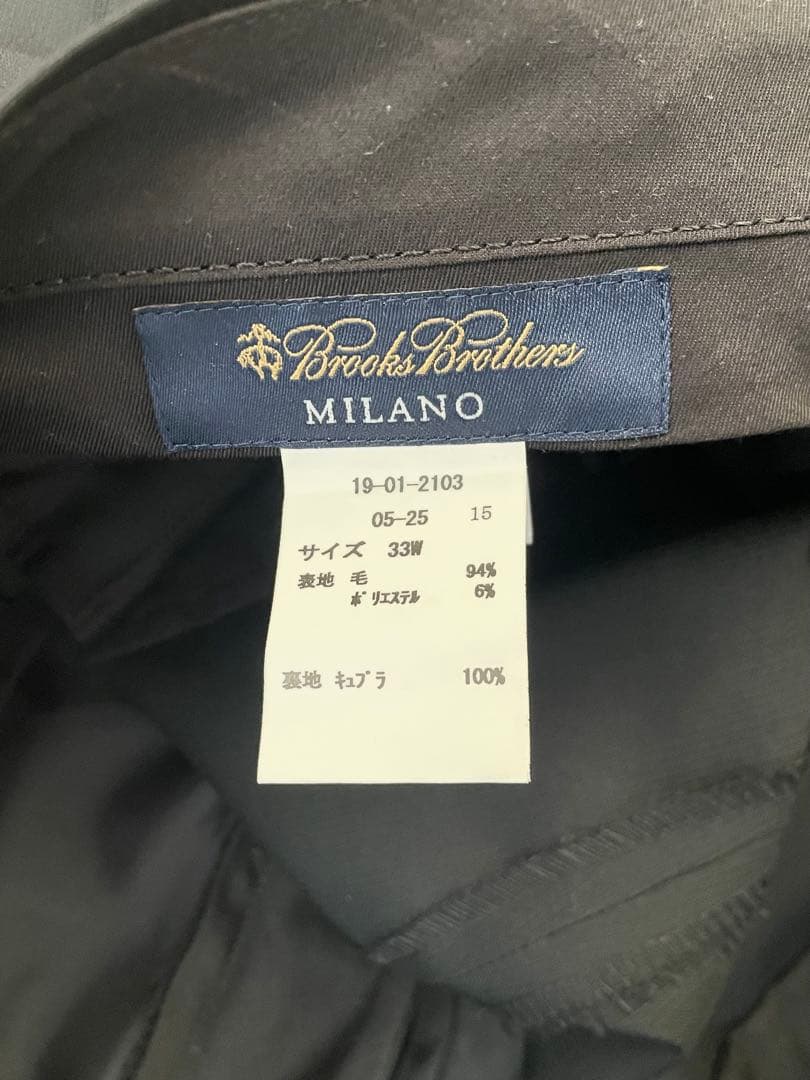 Brooks Brothers
MILANO
19-01-2103
05-25 15
サイズ 33W
表地 毛 94%
ﾎﾟﾘｴｽﾃﾙ 6%
裏地 ｷｭﾌﾟﾗ 100%